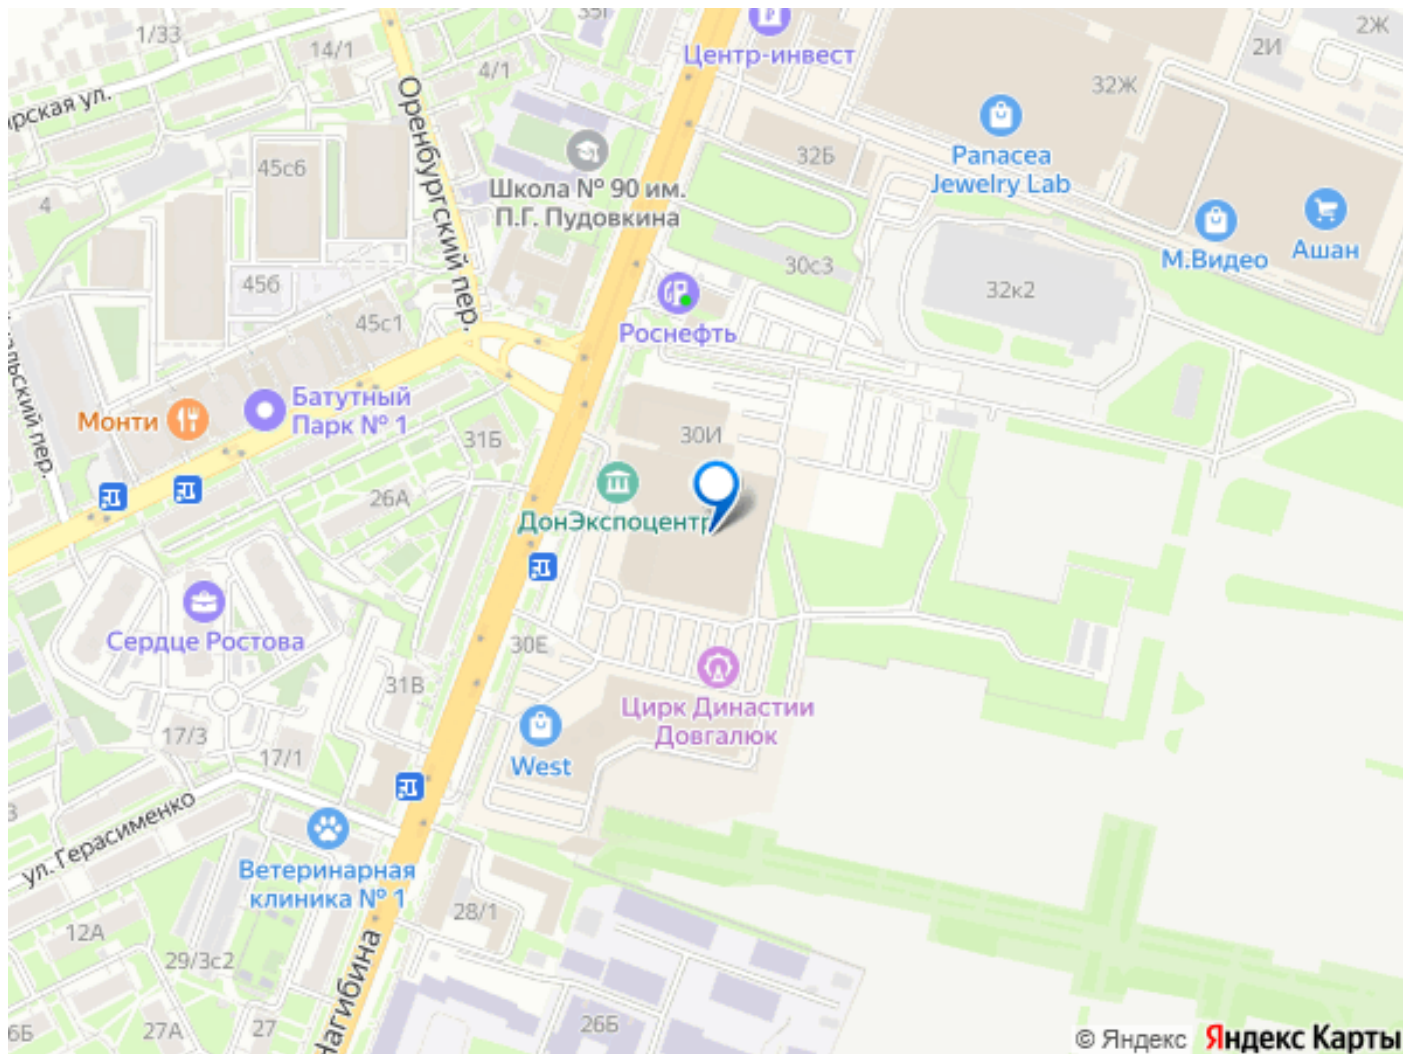 35Г
1/33
14/1
4/1
Центр-инвест
2Ж
2И
32Ж
Оренбургский пер.
32Б
Panacea
Jewelry Lab
45с6
Школа № 90 им.
П.Г. Пудовкина
4
М.Видео
Ашан
30с3
45б
32к2
45с1
Роснефть
Батутный
Парк № 1
Монти
31Б
30И
26А
ДонЭкспоцентр
Сердце Ростова
30Е
31В
Цирк Династии
Довгалюк
17/3
17/1
West
ул. Герасименко
Ветеринарная
клиника № 1
28/1
12А
29/3с2
Нагибина
27А
27
26Б
© Яндекс Яндекс Карты